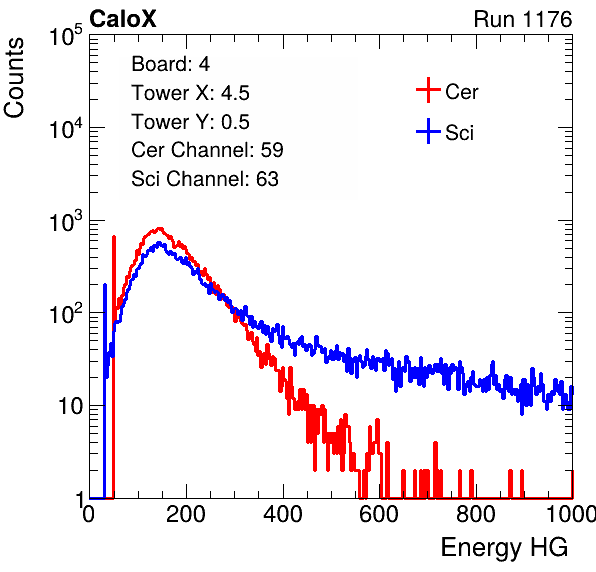 CaloX Run 1176
Counts
10^5
10^4
10^3
10^2
10
1
Board: 4
Tower X: 4.5
Tower Y: 0.5
Cer Channel: 59
Sci Channel: 63
Cer
Sci
0 200 400 600 800 1000
Energy HG